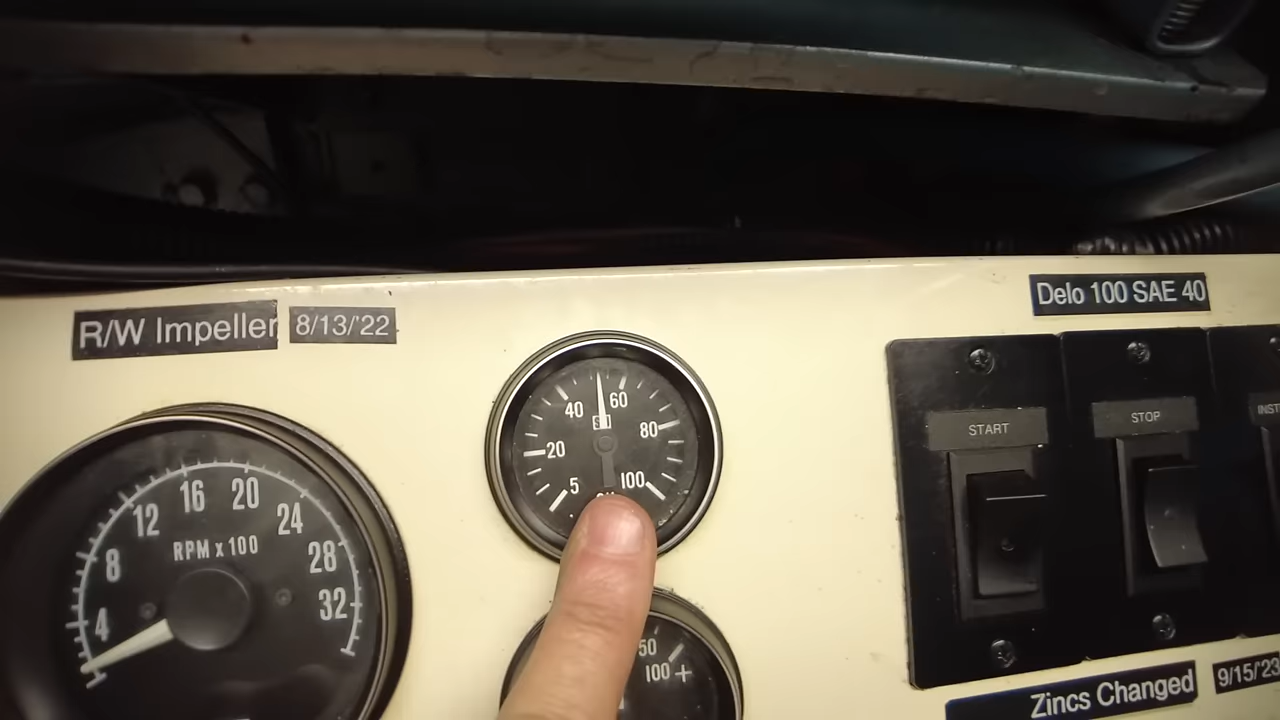 R/W Impeller 8/13/'22
Delo 100 SAE 40
START
STOP
5
20
40
60
80
100
4
8
12
16
20
24
28
32
RPM x 100
50
100
Zincs Changed 9/15/'23